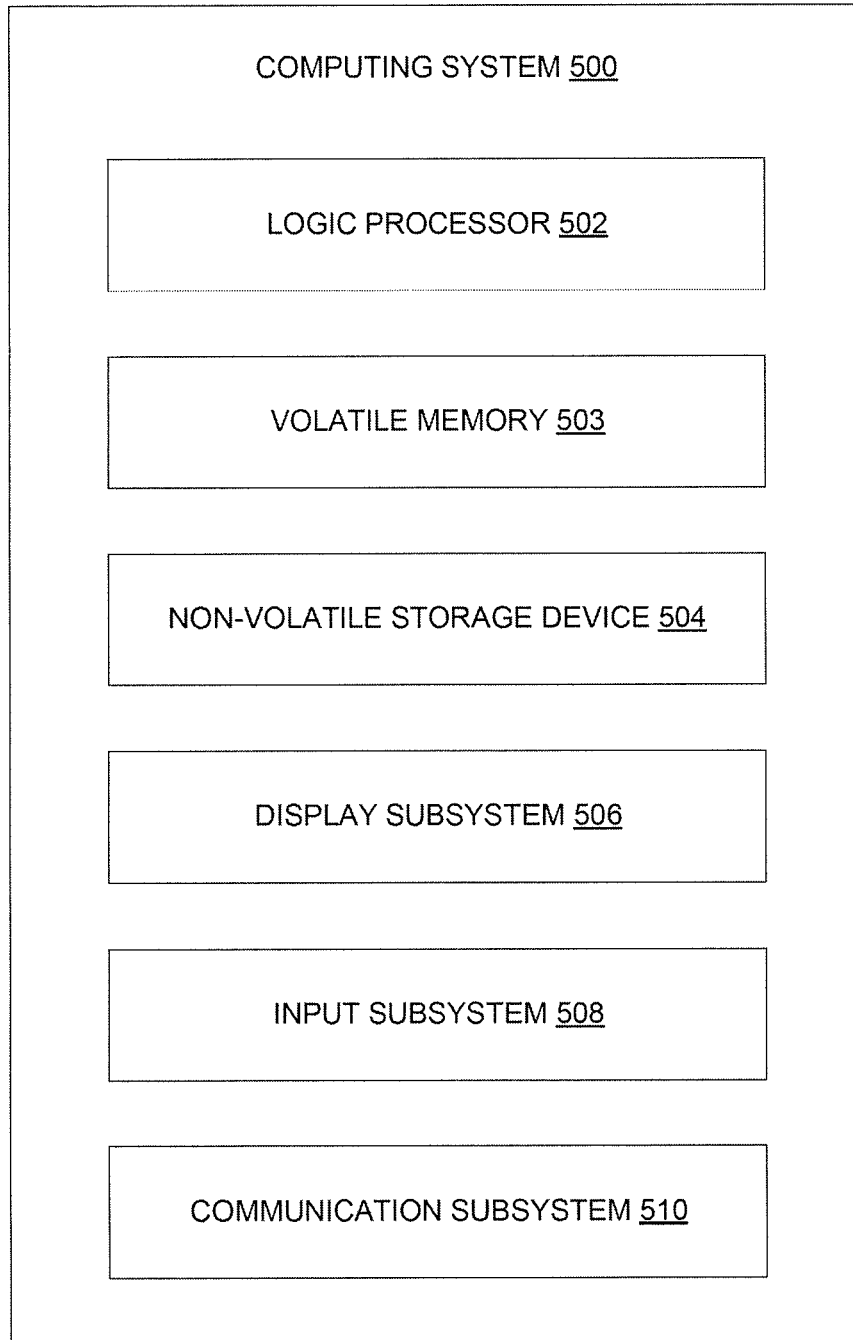 COMPUTING SYSTEM 500
LOGIC PROCESSOR 502
VOLATILE MEMORY 503
NON-VOLATILE STORAGE DEVICE 504
DISPLAY SUBSYSTEM 506
INPUT SUBSYSTEM 508
COMMUNICATION SUBSYSTEM 510